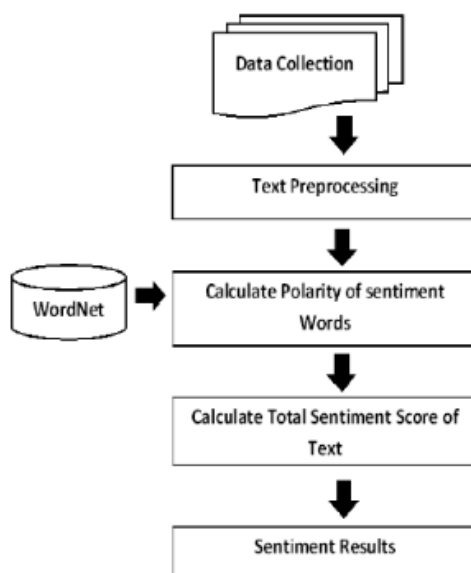 Data Collection
Text Preprocessing
WordNet
Calculate Polarity of sentiment
Words
Calculate Total Sentiment Score of
Text
Sentiment Results